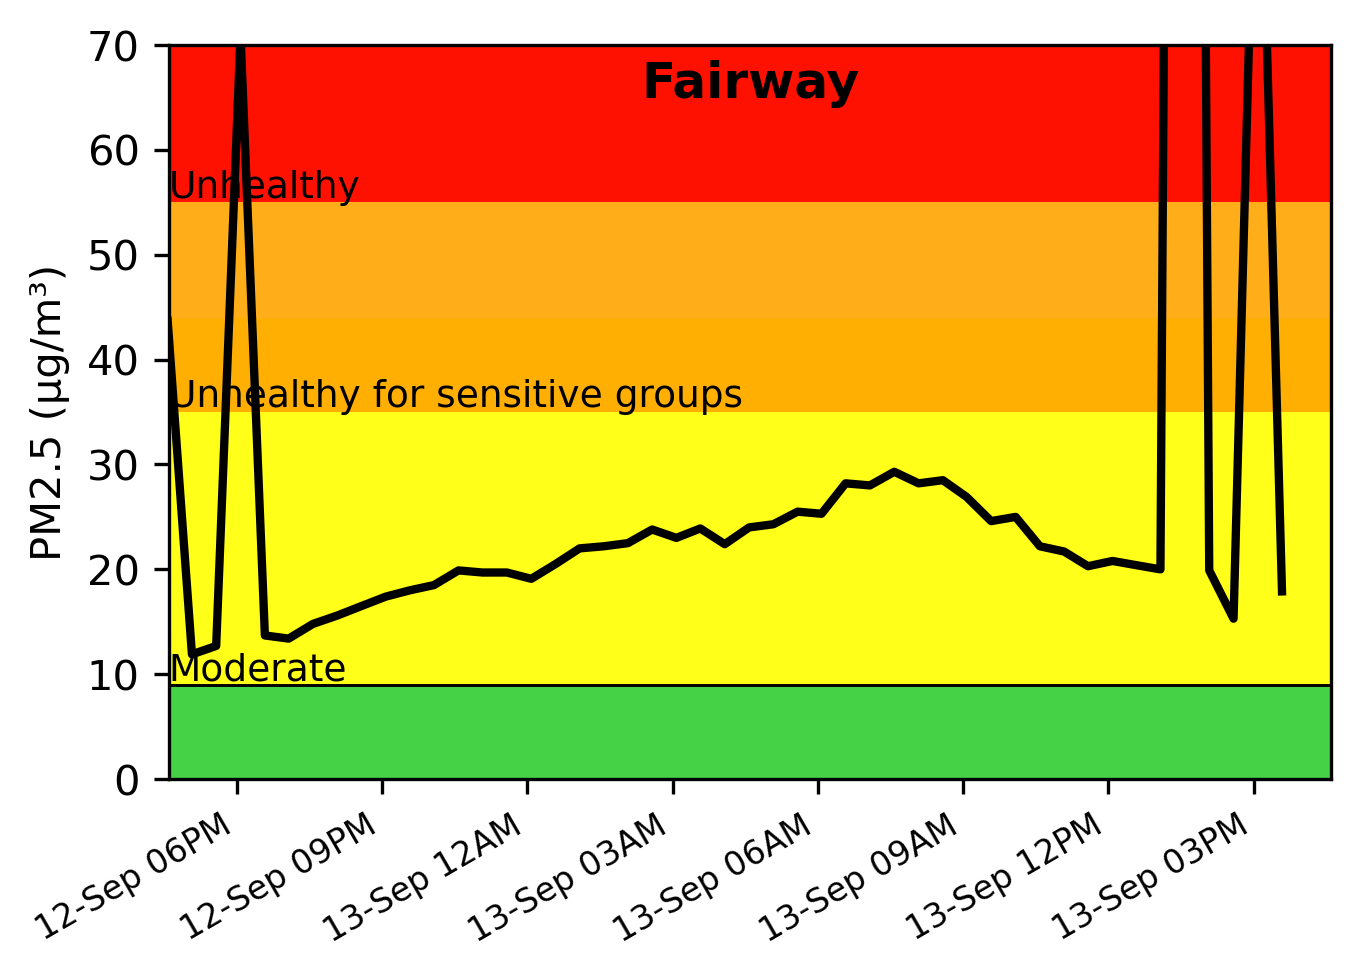 Fairway
PM2.5 (µg/m³)
70
60
50
40
30
20
10
0
Unhealthy
Unhealthy for sensitive groups
Moderate
12-Sep 06PM
12-Sep 09PM
13-Sep 12AM
13-Sep 03AM
13-Sep 06AM
13-Sep 09AM
13-Sep 12PM
13-Sep 03PM